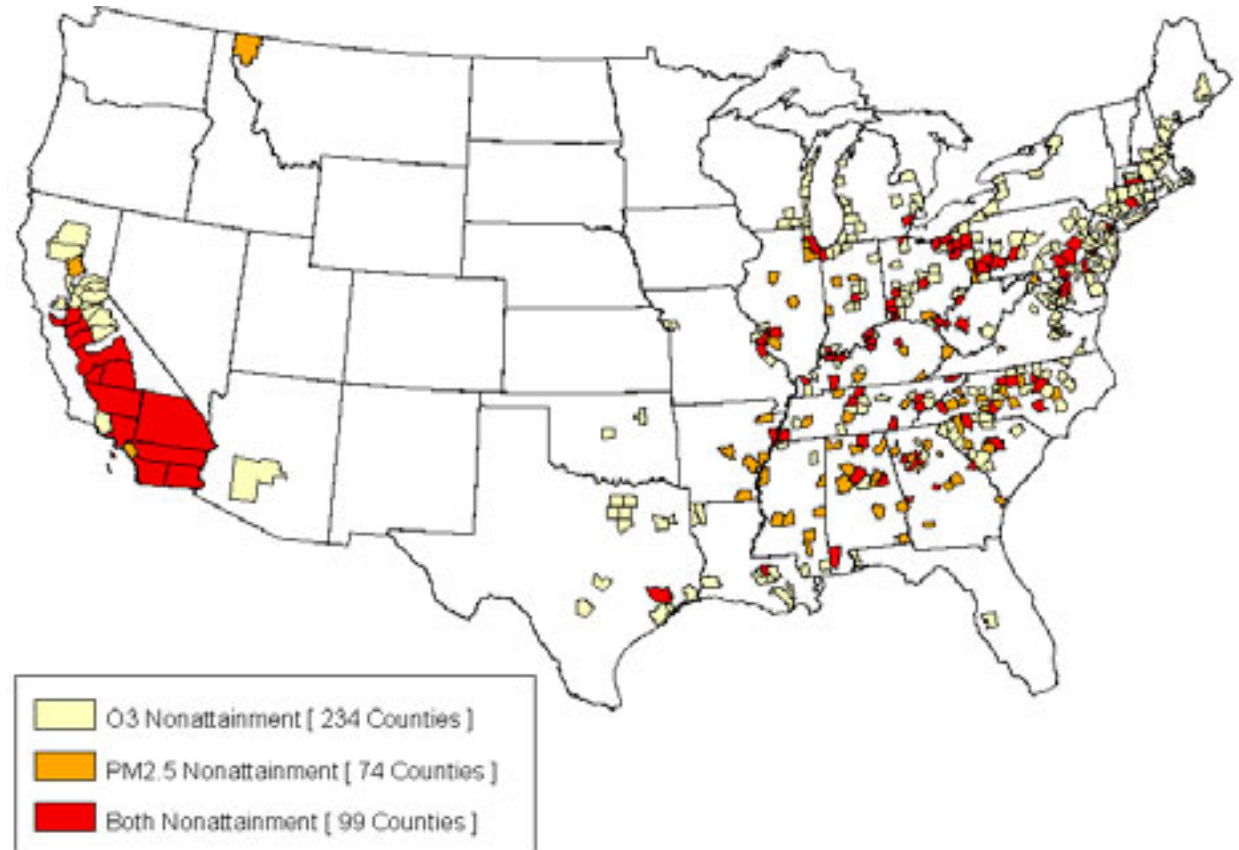 O3 Nonattainment [ 234 Counties ]
PM2.5 Nonattainment [ 74 Counties ]
Both Nonattainment [ 99 Counties ]